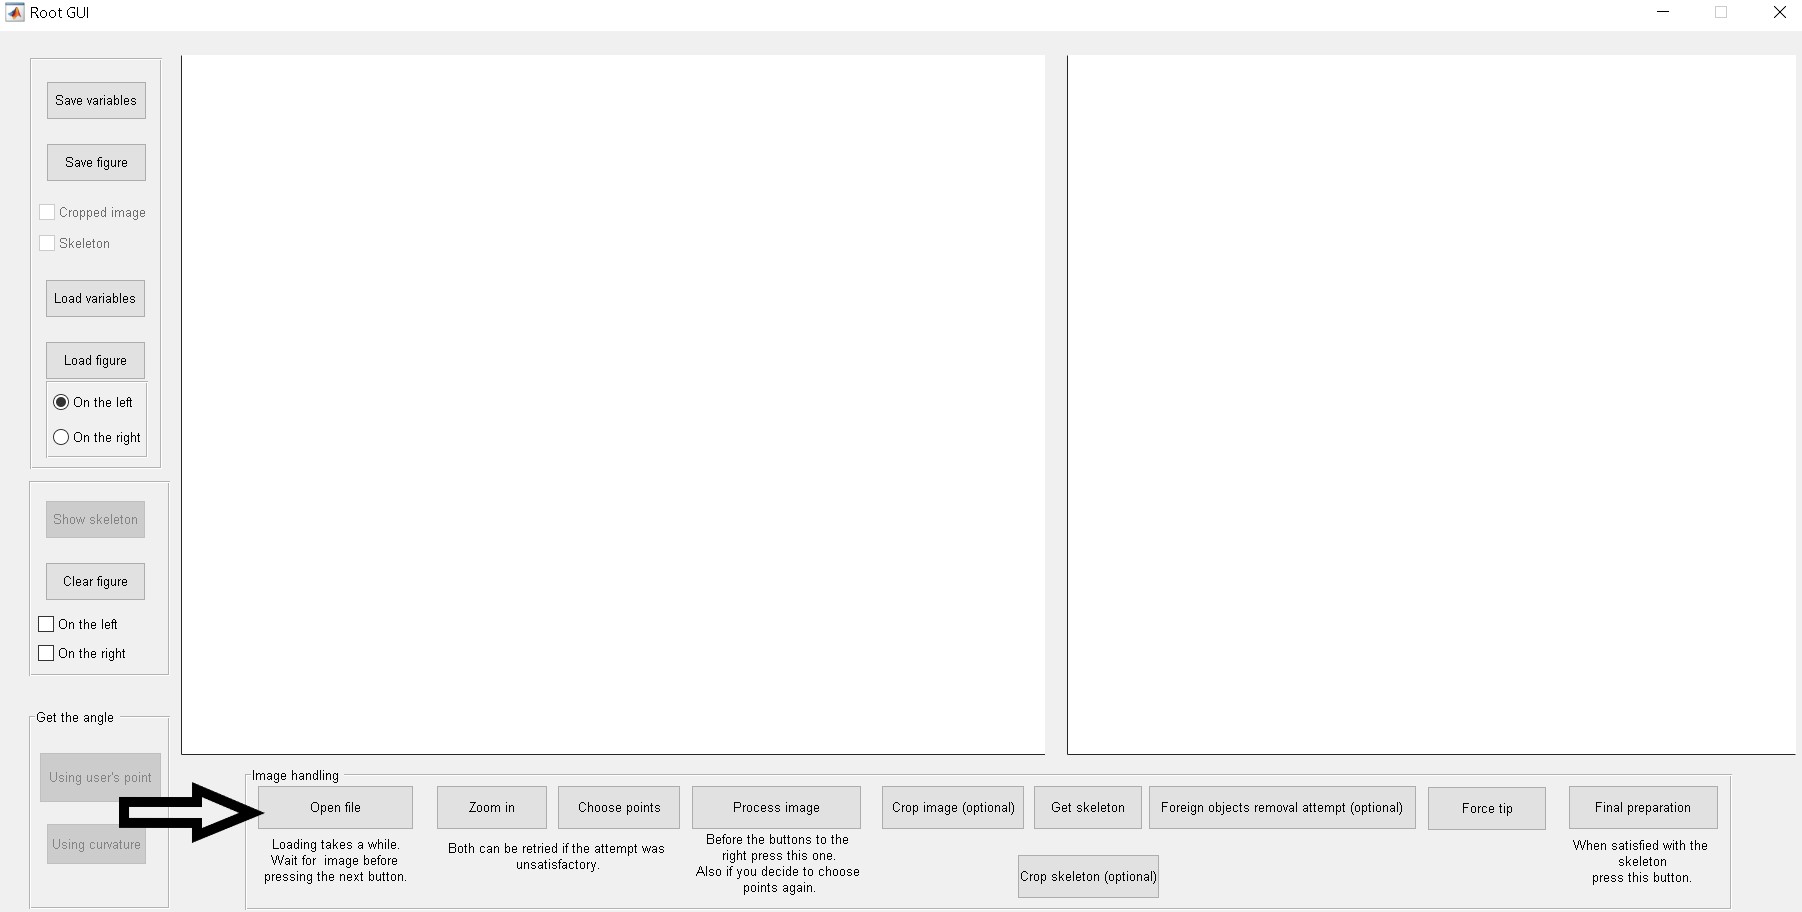 Root GUI
Save variables
Save figure
Cropped image
Skeleton
Load variables
Load figure
On the left
On the right
Show skeleton
Clear figure
On the left
On the right
Get the angle
Using user's point
Using curvature
Image handling
Open file
Loading takes a while.
Wait for image before
pressing the next button.
Zoom in
Choose points
Both can be retried if the attempt was
unsatisfactory.
Process image
Before the buttons to the
right press this one.
Also if you decide to choose
points again.
Crop image (optional)
Get skeleton
Crop skeleton (optional)
Foreign objects removal attempt (optional)
Force tip
Final preparation
When satisfied with the
skeleton
press this button.